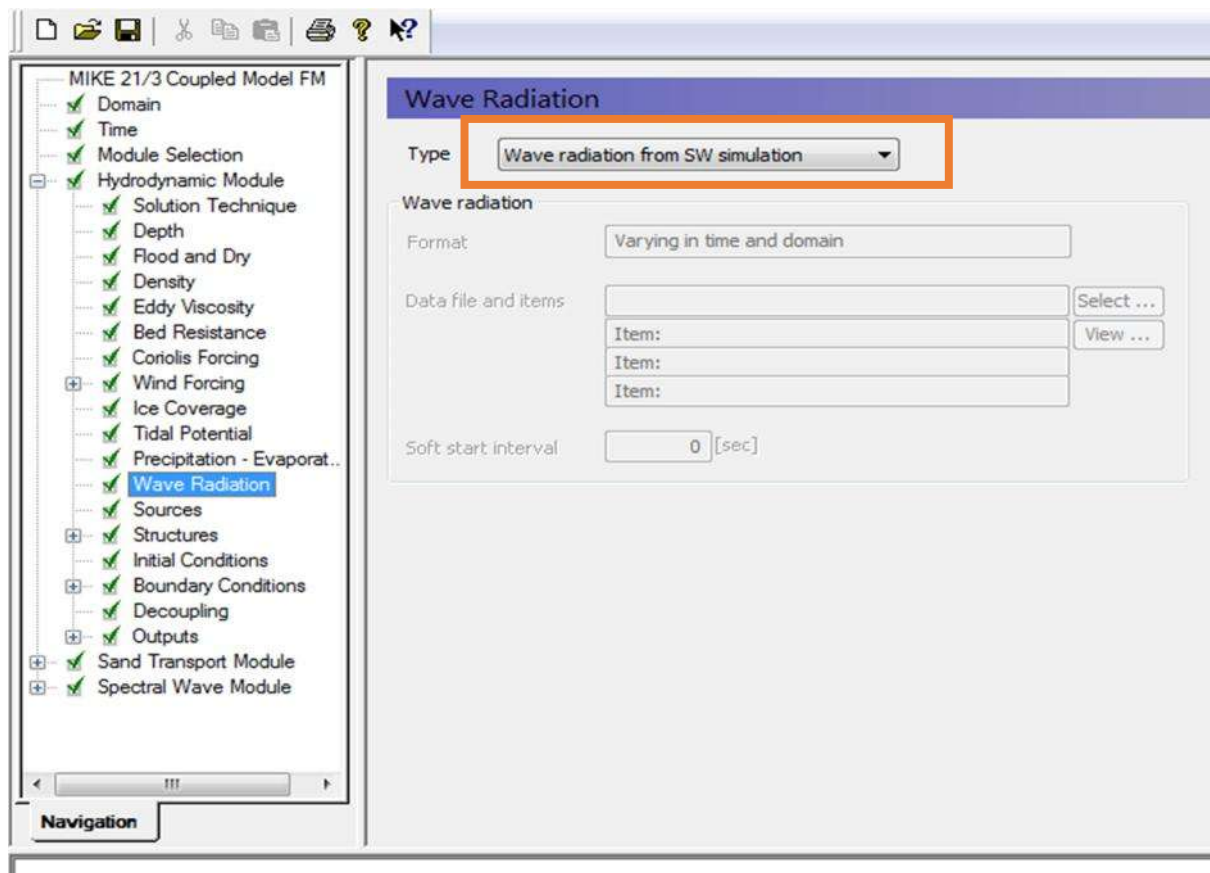 MIKE 21/3 Coupled Model FM
Domain
Time
Module Selection
Hydrodynamic Module
Solution Technique
Depth
Flood and Dry
Density
Eddy Viscosity
Bed Resistance
Coriolis Forcing
Wind Forcing
Ice Coverage
Tidal Potential
Precipitation - Evaporat..
Wave Radiation
Sources
Structures
Initial Conditions
Boundary Conditions
Decoupling
Outputs
Sand Transport Module
Spectral Wave Module
Navigation
Wave Radiation
Type Wave radiation from SW simulation
Wave radiation
Format Varying in time and domain
Data file and items Select ...
Item: View ...
Item:
Item:
Soft start interval 0 [sec]